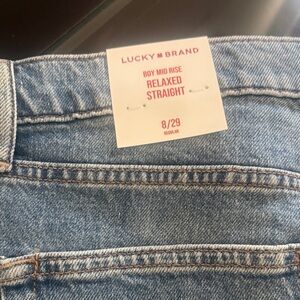 LUCKY BRAND
BOY MID RISE
RELAXED
STRAIGHT
8/29
REGULAR